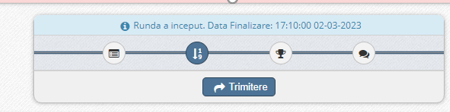 Runda a inceput. Data Finalizare: 17:10:00 02-03-2023
Trimitere